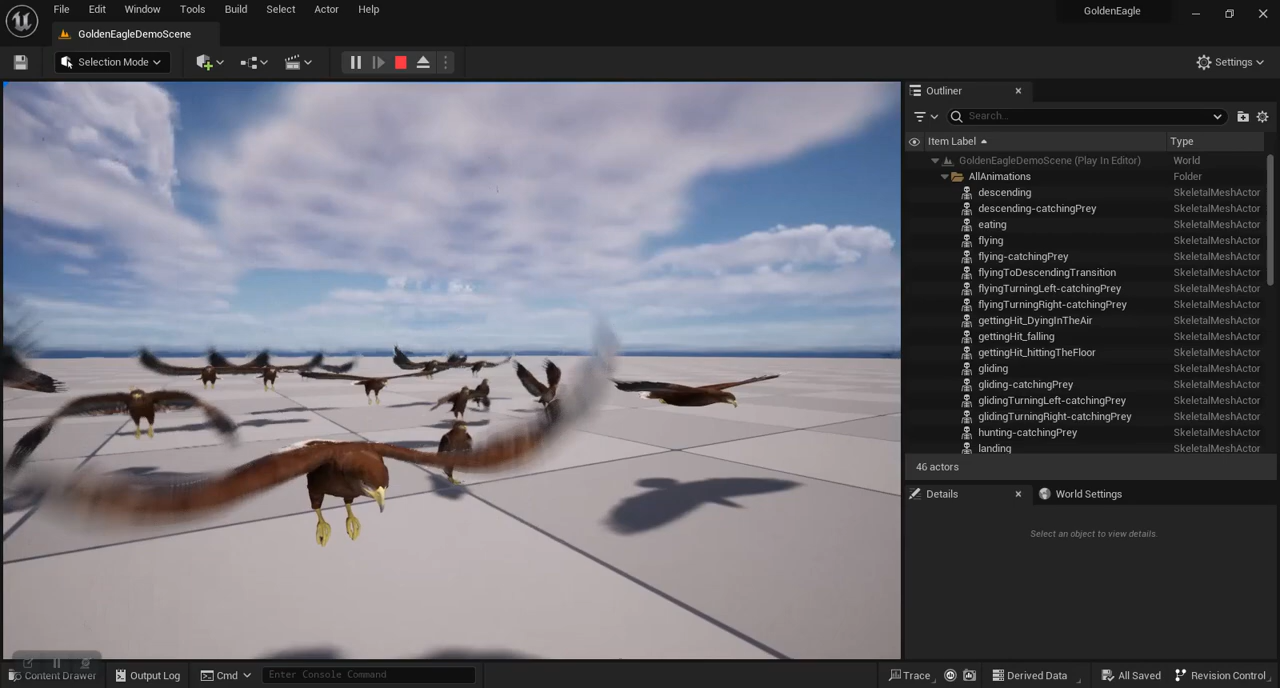 File Edit Window Tools Build Select Actor Help
GoldenEagle
GoldenEagleDemoScene
Selection Mode
Settings
Outliner
Search...
Item Label Type
GoldenEagleDemoScene (Play In Editor) World
AllAnimations Folder
descending SkeletalMeshActor
descending-catchingPrey SkeletalMeshActor
eating SkeletalMeshActor
flying SkeletalMeshActor
flying-catchingPrey SkeletalMeshActor
flyingToDescendingTransition SkeletalMeshActor
flyingTurningLeft-catchingPrey SkeletalMeshActor
flyingTurningRight-catchingPrey SkeletalMeshActor
gettingHit_DyingInTheAir SkeletalMeshActor
gettingHit_falling SkeletalMeshActor
gettingHit_hittingTheFloor SkeletalMeshActor
gliding SkeletalMeshActor
gliding-catchingPrey SkeletalMeshActor
glidingTurningLeft-catchingPrey SkeletalMeshActor
glidingTurningRight-catchingPrey SkeletalMeshActor
hunting-catchingPrey SkeletalMeshActor
landing SkeletalMeshActor
46 actors
Details World Settings
Select an object to view details.
Content Drawer Output Log Cmd Enter Console Command Trace Derived Data All Saved Revision Control